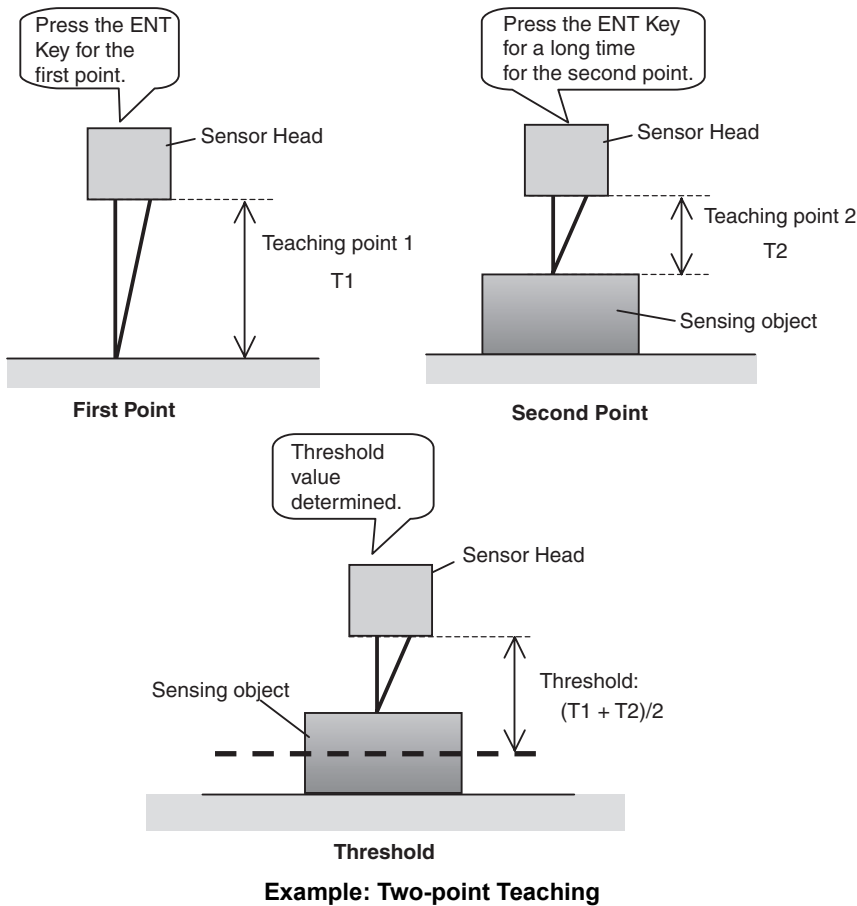 Press the ENT
Key for the
first point.
Sensor Head
Teaching point 1
T1
First Point
Press the ENT Key
for a long time
for the second point.
Sensor Head
Teaching point 2
T2
Sensing object
Second Point
Threshold
value
determined.
Sensor Head
Sensing object
Threshold:
(T1 + T2)/2
Threshold
Example: Two-point Teaching